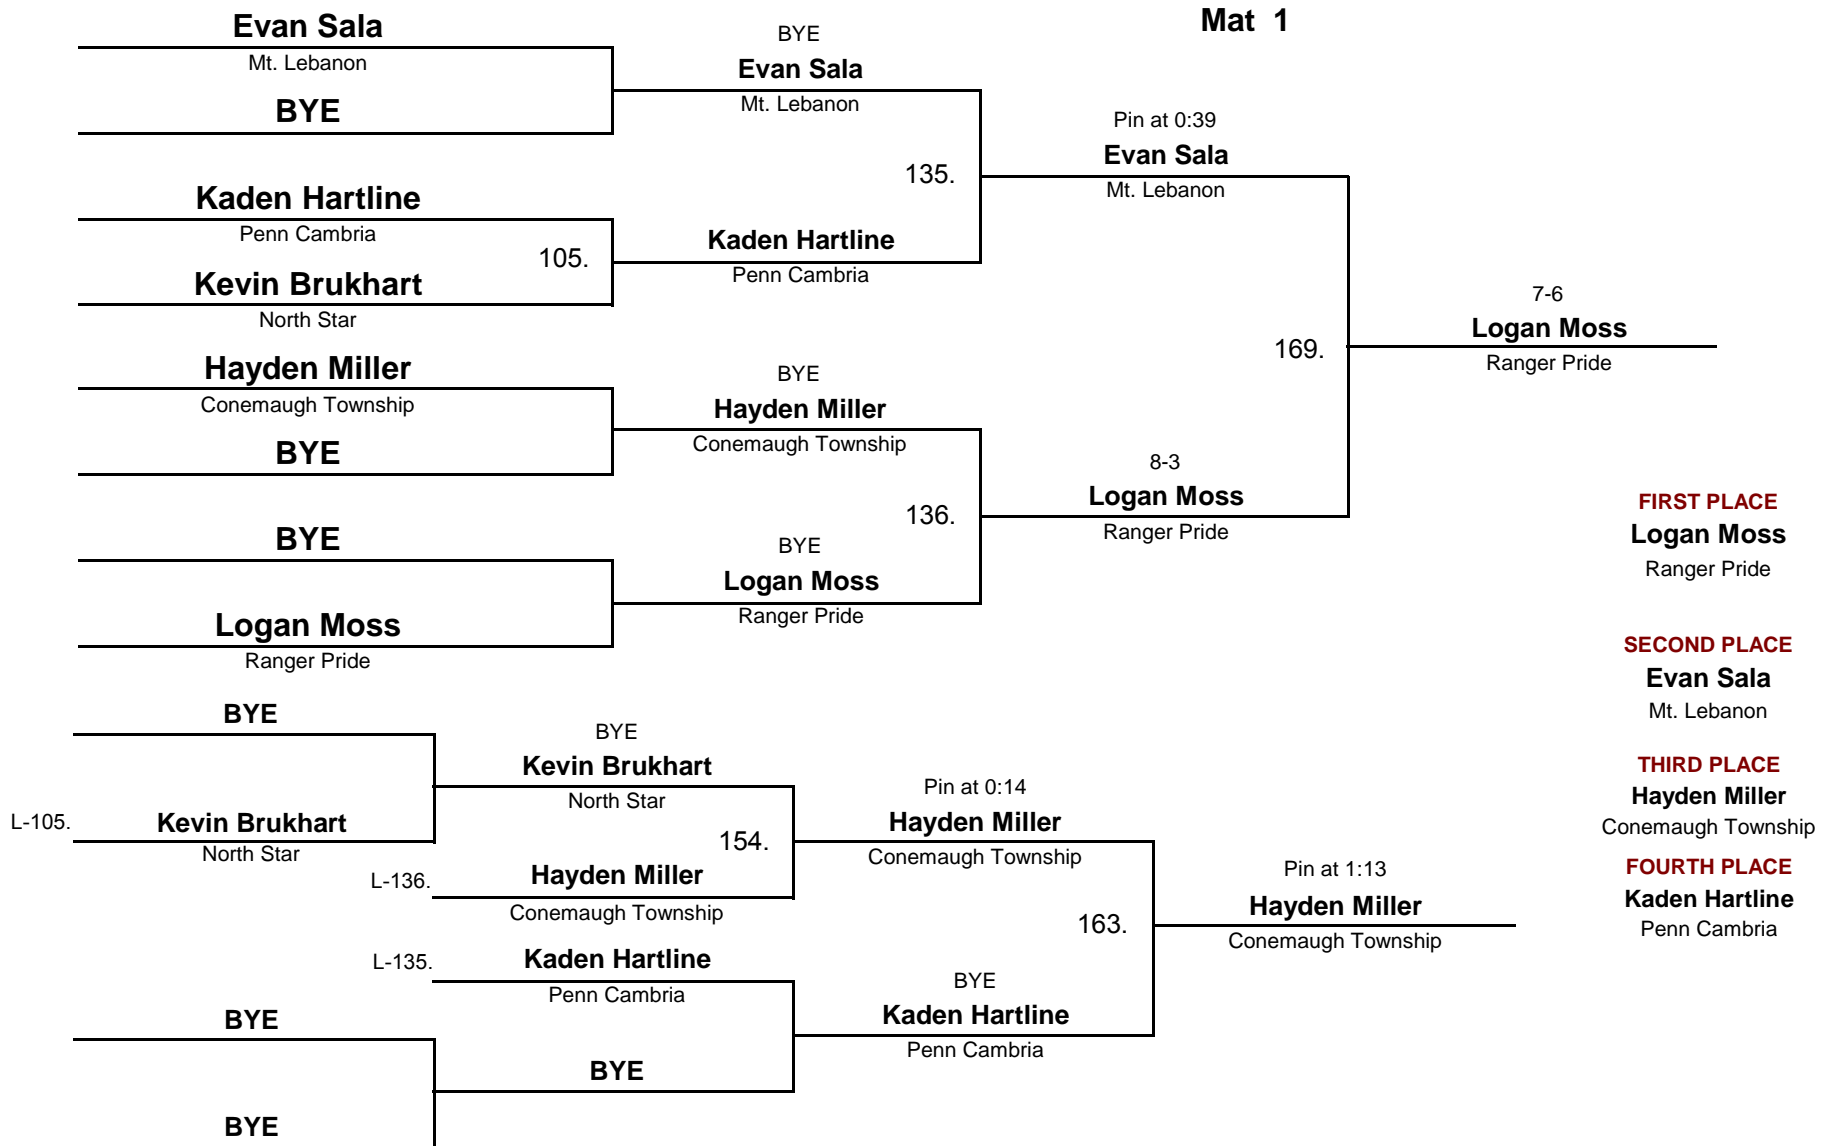 Mat 1
Evan Sala
Mt. Lebanon
BYE
Kaden Hartline
Penn Cambria
105.
Kevin Brukhart
North Star
Hayden Miller
Conemaugh Township
BYE
BYE
Logan Moss
Ranger Pride
BYE
Evan Sala
Mt. Lebanon
135.
Kaden Hartline
Penn Cambria
BYE
Hayden Miller
Conemaugh Township
136.
BYE
Logan Moss
Ranger Pride
Pin at 0:39
Evan Sala
Mt. Lebanon
169.
8-3
Logan Moss
Ranger Pride
7-6
Logan Moss
Ranger Pride
BYE
L-105.
Kevin Brukhart
North Star
BYE
BYE
BYE
Kevin Brukhart
North Star
154.
L-136.
Hayden Miller
Conemaugh Township
L-135.
Kaden Hartline
Penn Cambria
BYE
Pin at 0:14
Hayden Miller
Conemaugh Township
163.
BYE
Kaden Hartline
Penn Cambria
Pin at 1:13
Hayden Miller
Conemaugh Township
FIRST PLACE
Logan Moss
Ranger Pride
SECOND PLACE
Evan Sala
Mt. Lebanon
THIRD PLACE
Hayden Miller
Conemaugh Township
FOURTH PLACE
Kaden Hartline
Penn Cambria